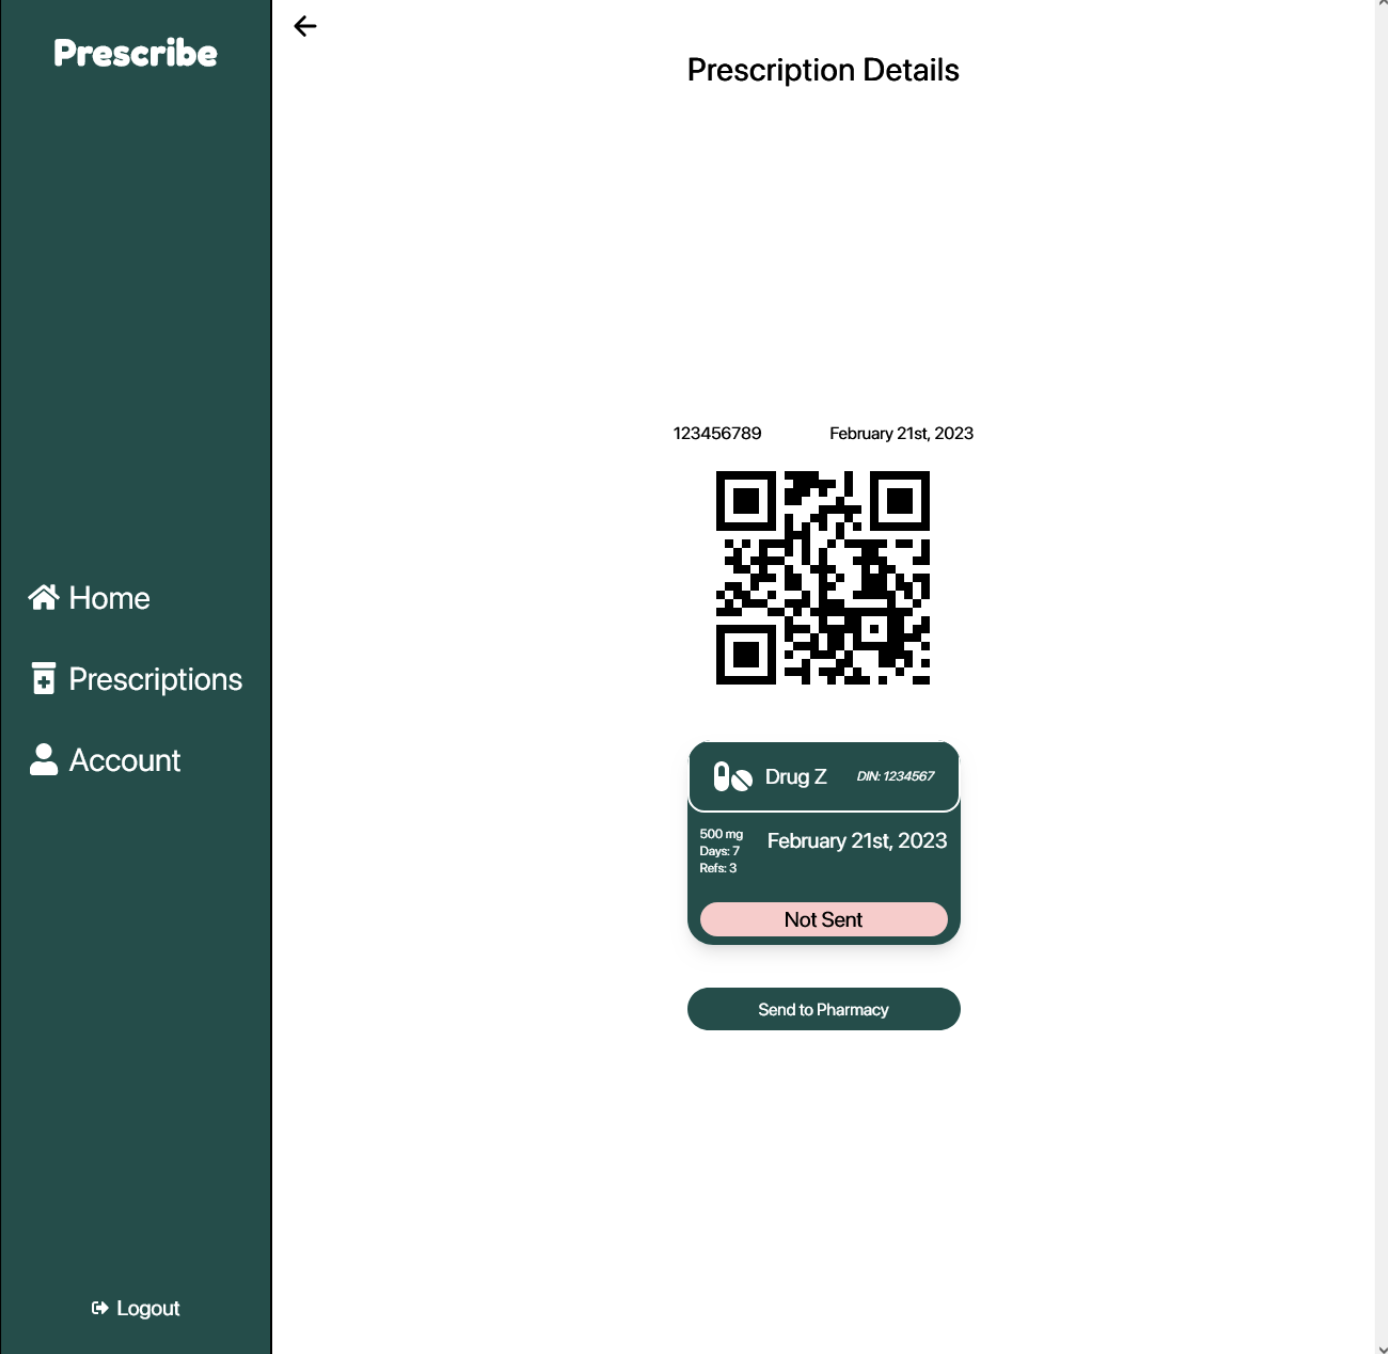 Prescribe
Home
Prescriptions
Account
Logout
Prescription Details
123456789 February 21st, 2023
Drug Z DIN: 1234567
500 mg February 21st, 2023
Days: 7
Refs: 3
Not Sent
Send to Pharmacy